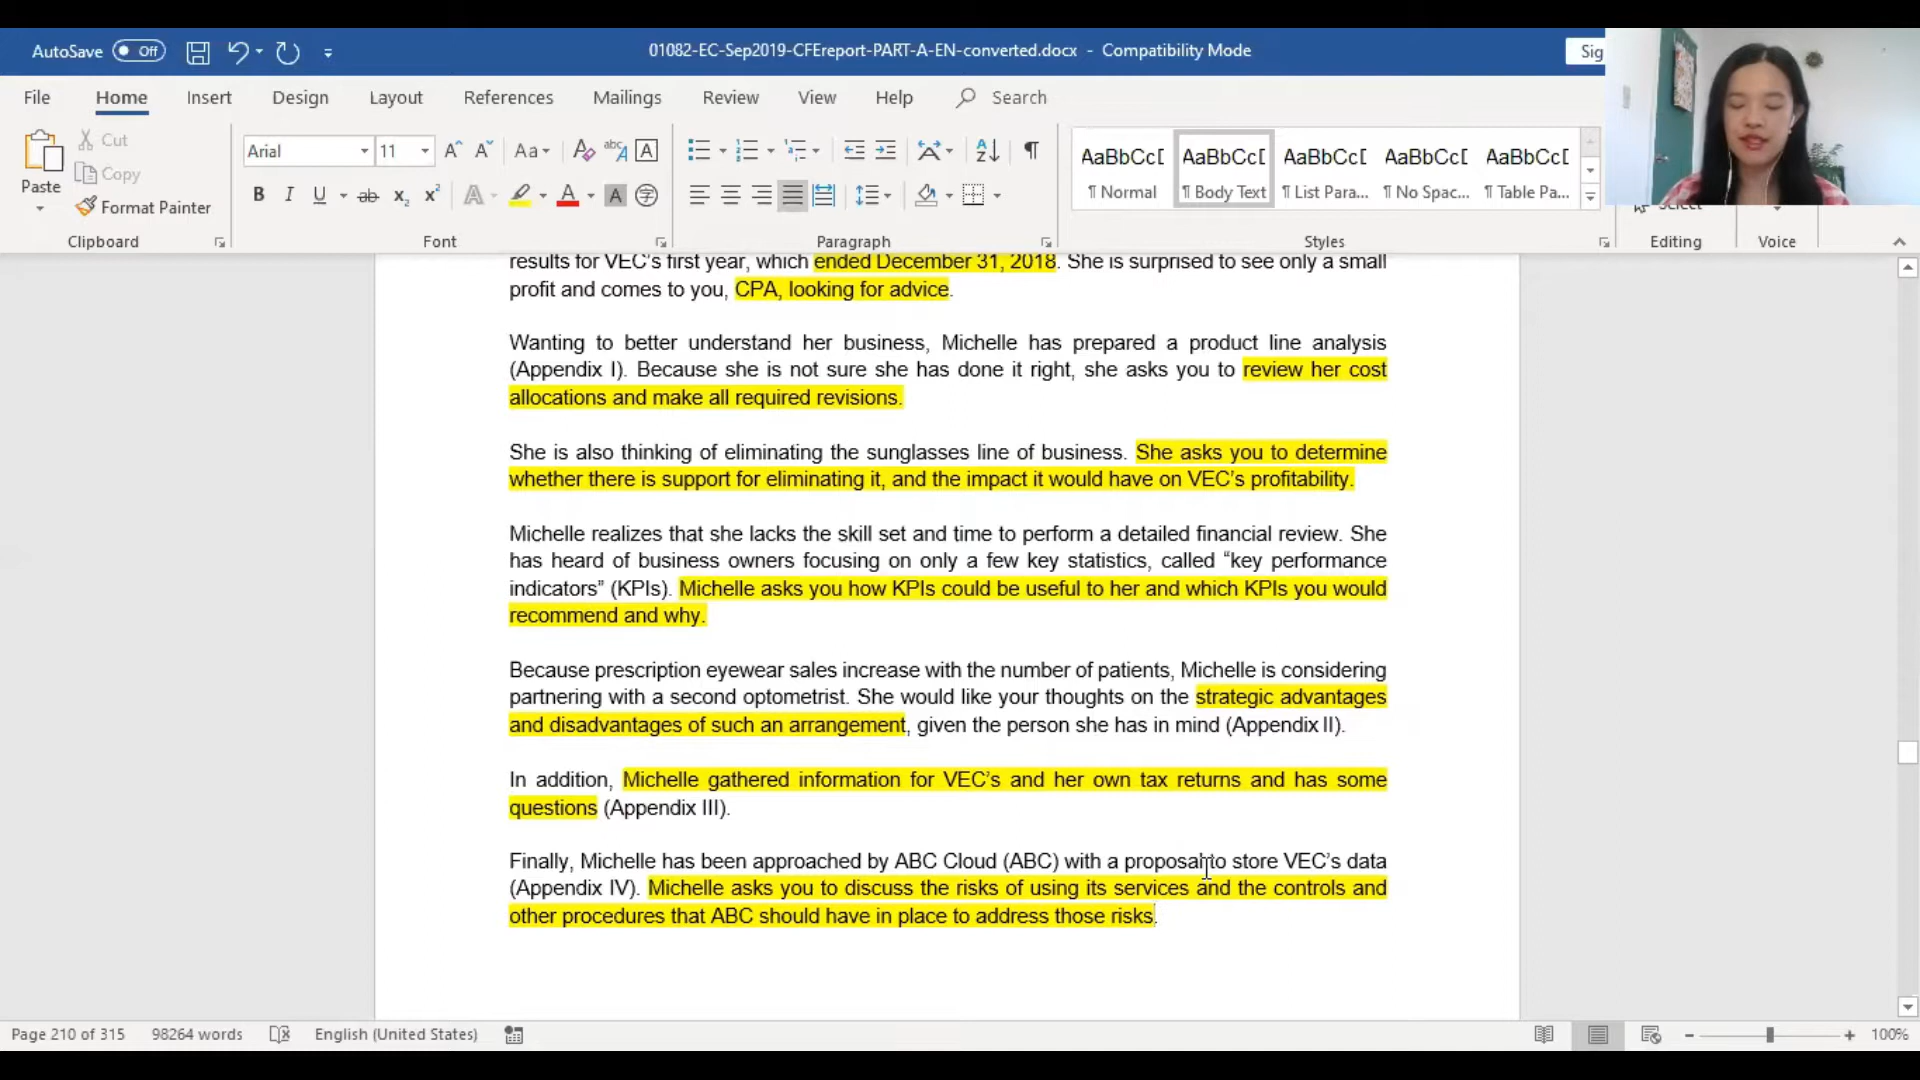 AutoSave Off 01082-EC-Sep2019-CFEreport-PART-A-EN-converted.docx - Compatibility Mode Sig
File Home Insert Design Layout References Mailings Review View Help Search
Paste Cut Copy Format Painter
Arial 11
AaBbCcD AaBbCcD AaBbCcD AaBbCcD AaBbCcD
¶ Normal ¶ Body Text ¶ List Para... ¶ No Spac... ¶ Table Pa...
Clipboard Font Paragraph Styles Editing Voice
results for VEC's first year, which ended December 31, 2018. She is surprised to see only a small
profit and comes to you, CPA, looking for advice.
Wanting to better understand her business, Michelle has prepared a product line analysis
(Appendix I). Because she is not sure she has done it right, she asks you to review her cost
allocations and make all required revisions.
She is also thinking of eliminating the sunglasses line of business. She asks you to determine
whether there is support for eliminating it, and the impact it would have on VEC's profitability.
Michelle realizes that she lacks the skill set and time to perform a detailed financial review. She
has heard of business owners focusing on only a few key statistics, called “key performance
indicators” (KPIs). Michelle asks you how KPIs could be useful to her and which KPIs you would
recommend and why.
Because prescription eyewear sales increase with the number of patients, Michelle is considering
partnering with a second optometrist. She would like your thoughts on the strategic advantages
and disadvantages of such an arrangement, given the person she has in mind (Appendix II).
In addition, Michelle gathered information for VEC's and her own tax returns and has some
questions (Appendix III).
Finally, Michelle has been approached by ABC Cloud (ABC) with a proposal to store VEC's data
(Appendix IV). Michelle asks you to discuss the risks of using its services and the controls and
other procedures that ABC should have in place to address those risks.
Page 210 of 315 98264 words English (United States) 100%